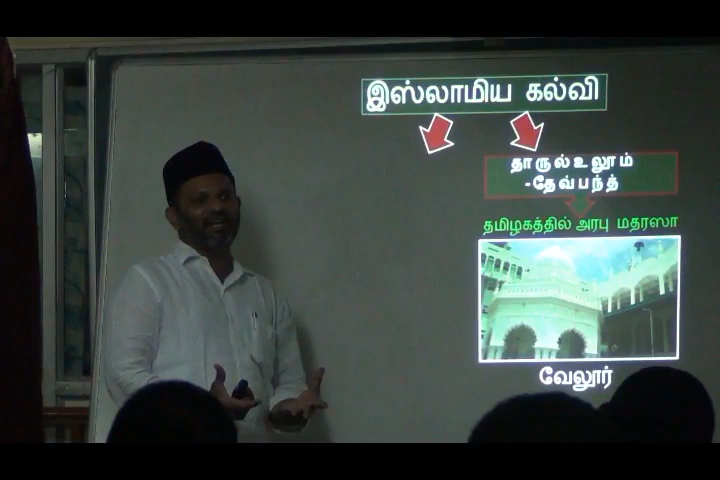 இஸ்லாமிய கல்வி
தாருல்உலூம்
-தேவ்பந்த்
தமிழகத்தில் அரபு மதரஸா
வேலூர்